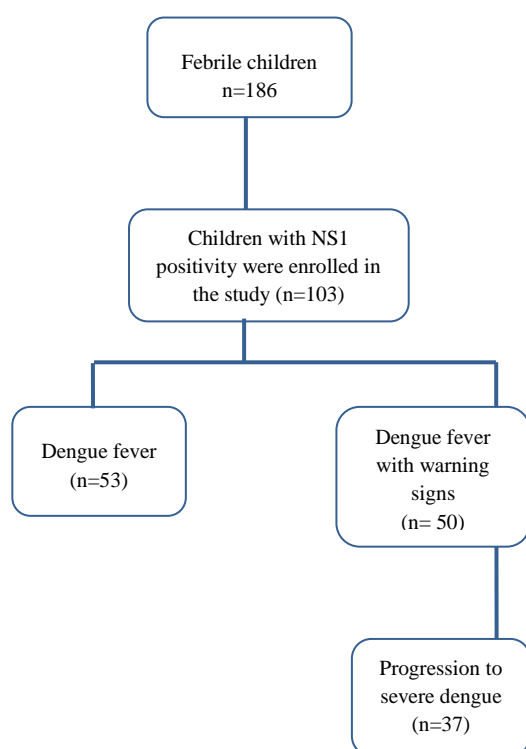 Febrile children
n=186
Children with NS1
positivity were enrolled in
the study (n=103)
Dengue fever
(n=53)
Dengue fever
with warning
signs
(n= 50)
Progression to
severe dengue
(n=37)